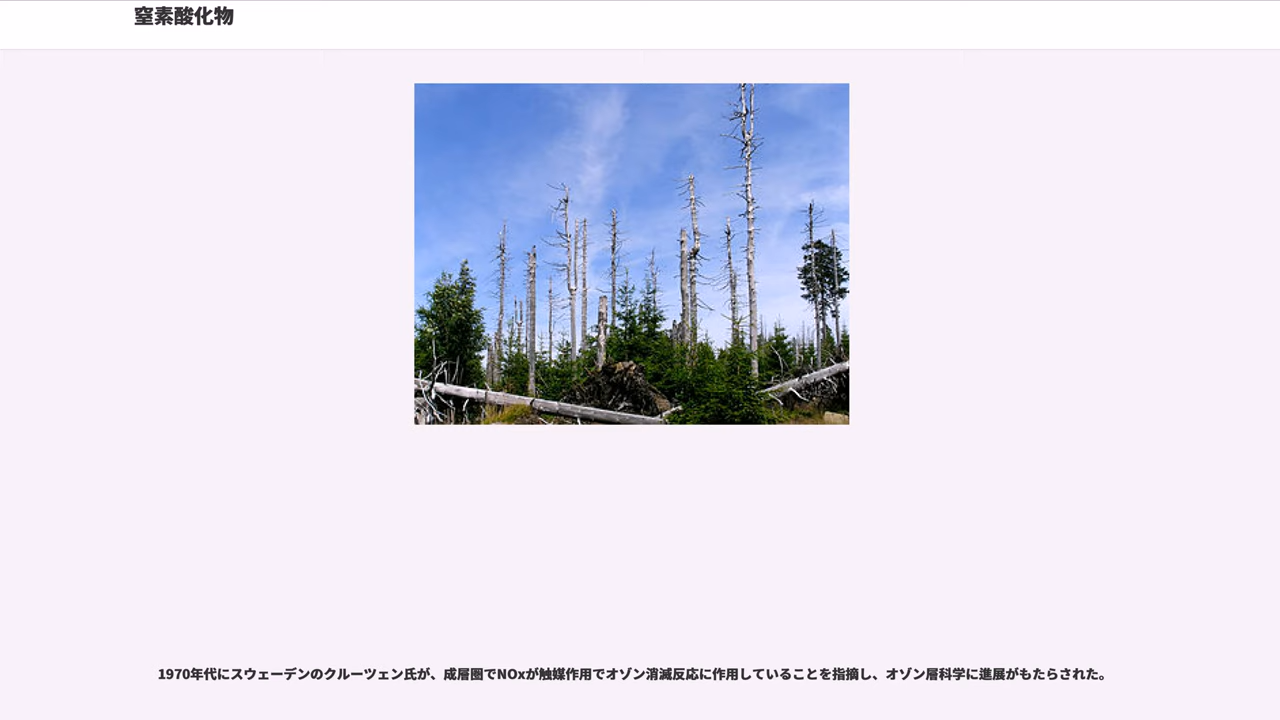 窒素酸化物
1970年代にスウェーデンのクルーツェン氏が、成層圏でNOxが触媒作用でオゾン消滅反応に作用していることを指摘し、オゾン層科学に進展がもたらされた。